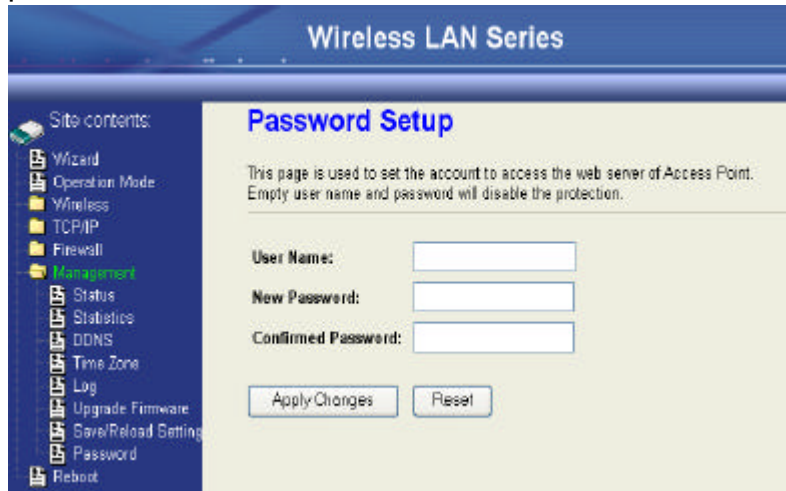 Wireless LAN Series
Site contents:
Wizard
Operation Mode
Wireless
TCP/IP
Firewall
Management
Status
Statistics
DDNS
Time Zone
Log
Upgrade Firmware
Save/Reload Setting
Password
Reboot
Password Setup
This page is used to set the account to access the web server of Access Point.
Empty user name and password will disable the protection.
User Name:
New Password:
Confirmed Password:
Apply Changes
Reset